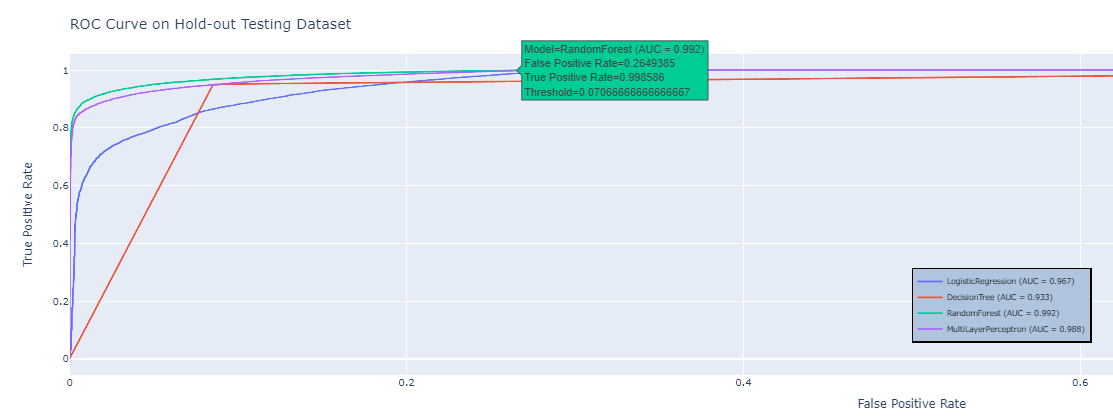 ROC Curve on Hold-out Testing Dataset
Model=RandomForest (AUC = 0.992)
False Positive Rate=0.2649385
True Positive Rate=0.998586
Threshold=0.07066666666666667
1
0.8
0.6
0.4
0.2
0
True Positive Rate
LogisticRegression (AUC = 0.967)
DecisionTree (AUC = 0.933)
RandomForest (AUC = 0.992)
MultiLayerPerceptron (AUC = 0.988)
0
0.2
0.4
0.6
False Positive Rate